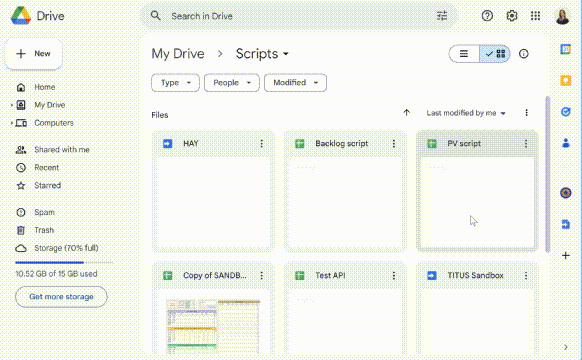 Drive
Search in Drive
New
Home
My Drive
Computers
Shared with me
Recent
Starred
Spam
Trash
Storage (70% full)
10.52 GB of 15 GB used
Get more storage
My Drive > Scripts
Type
People
Modified
Files
Last modified by me
HAY
Backlog script
PV script
Copy of SANDB...
Test API
TITUS Sandbox